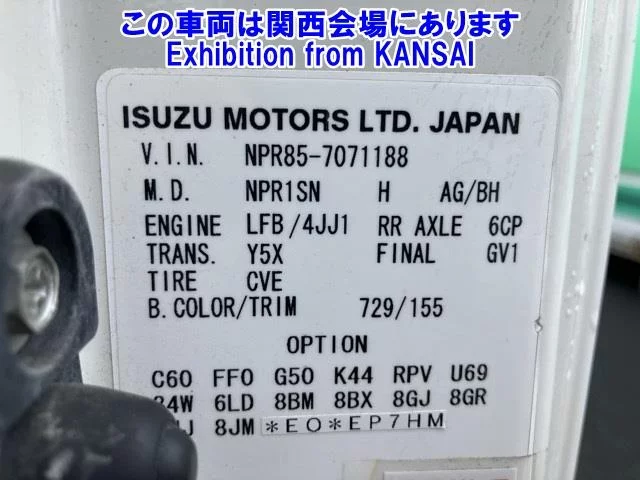 この車両は関西会場にあります
Exhibition from KANSAI
ISUZU MOTORS LTD. JAPAN
V.I.N. NPR85-7071188
M.D. NPR1SN H AG/BH
ENGINE LFB/4JJ1 RR AXLE 6CP
TRANS. Y5X FINAL GV1
TIRE CVE
B.COLOR/TRIM 729/155
OPTION
C60 FF0 G50 K44 RPV U69
6LD 8BM 8BX 8GJ 8GR
8JM *EO*EP7HM